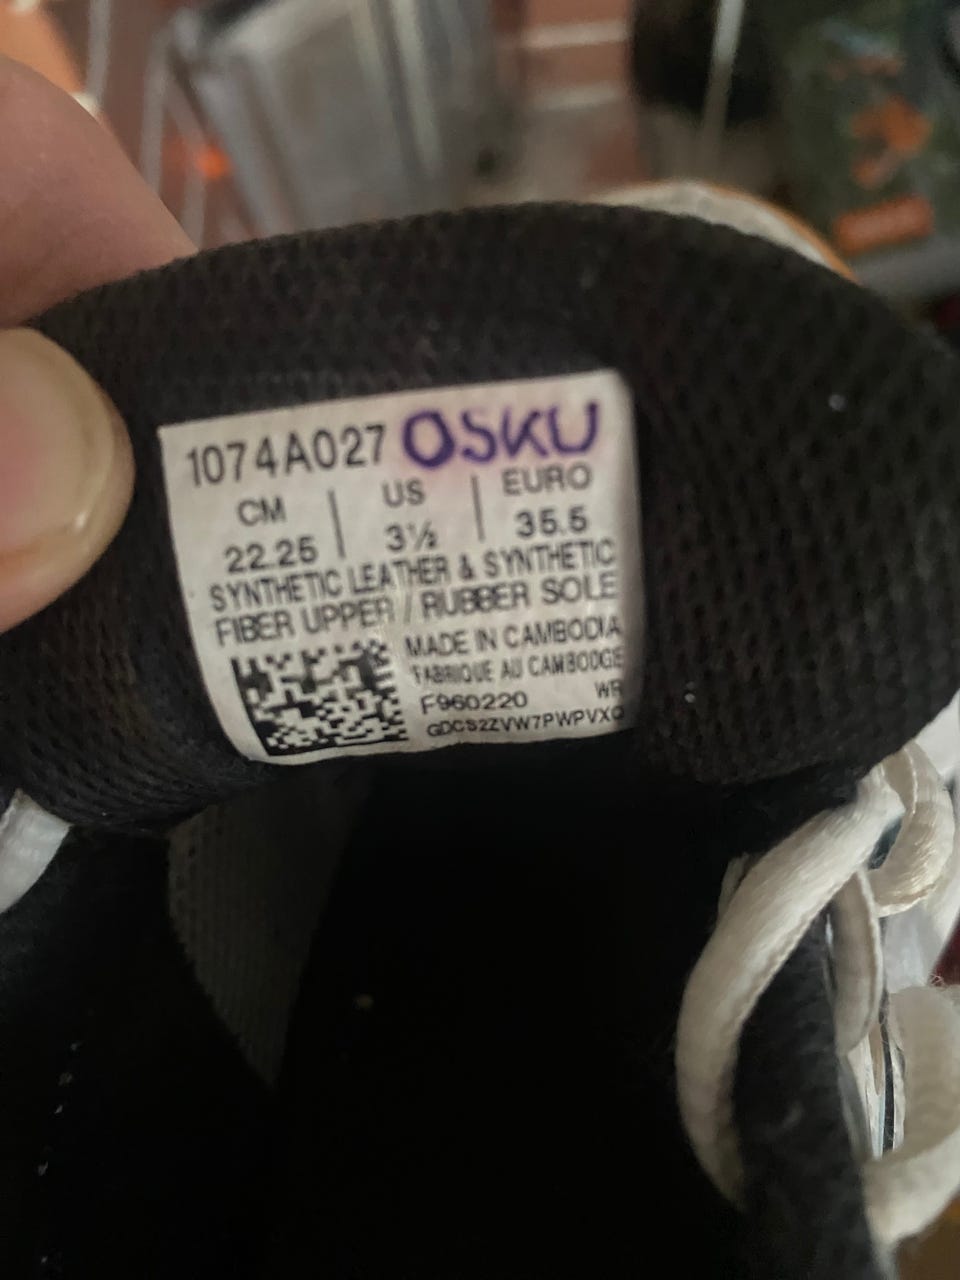 1074A027 OSKU
CM | US | EURO
22.25 | 3½ | 35.5
SYNTHETIC LEATHER & SYNTHETIC
FIBER UPPER / RUBBER SOLE
MADE IN CAMBODIA
FABRIQUE AU CAMBODGE
F960220 WR
GDCS2ZVW7PWPVXQ